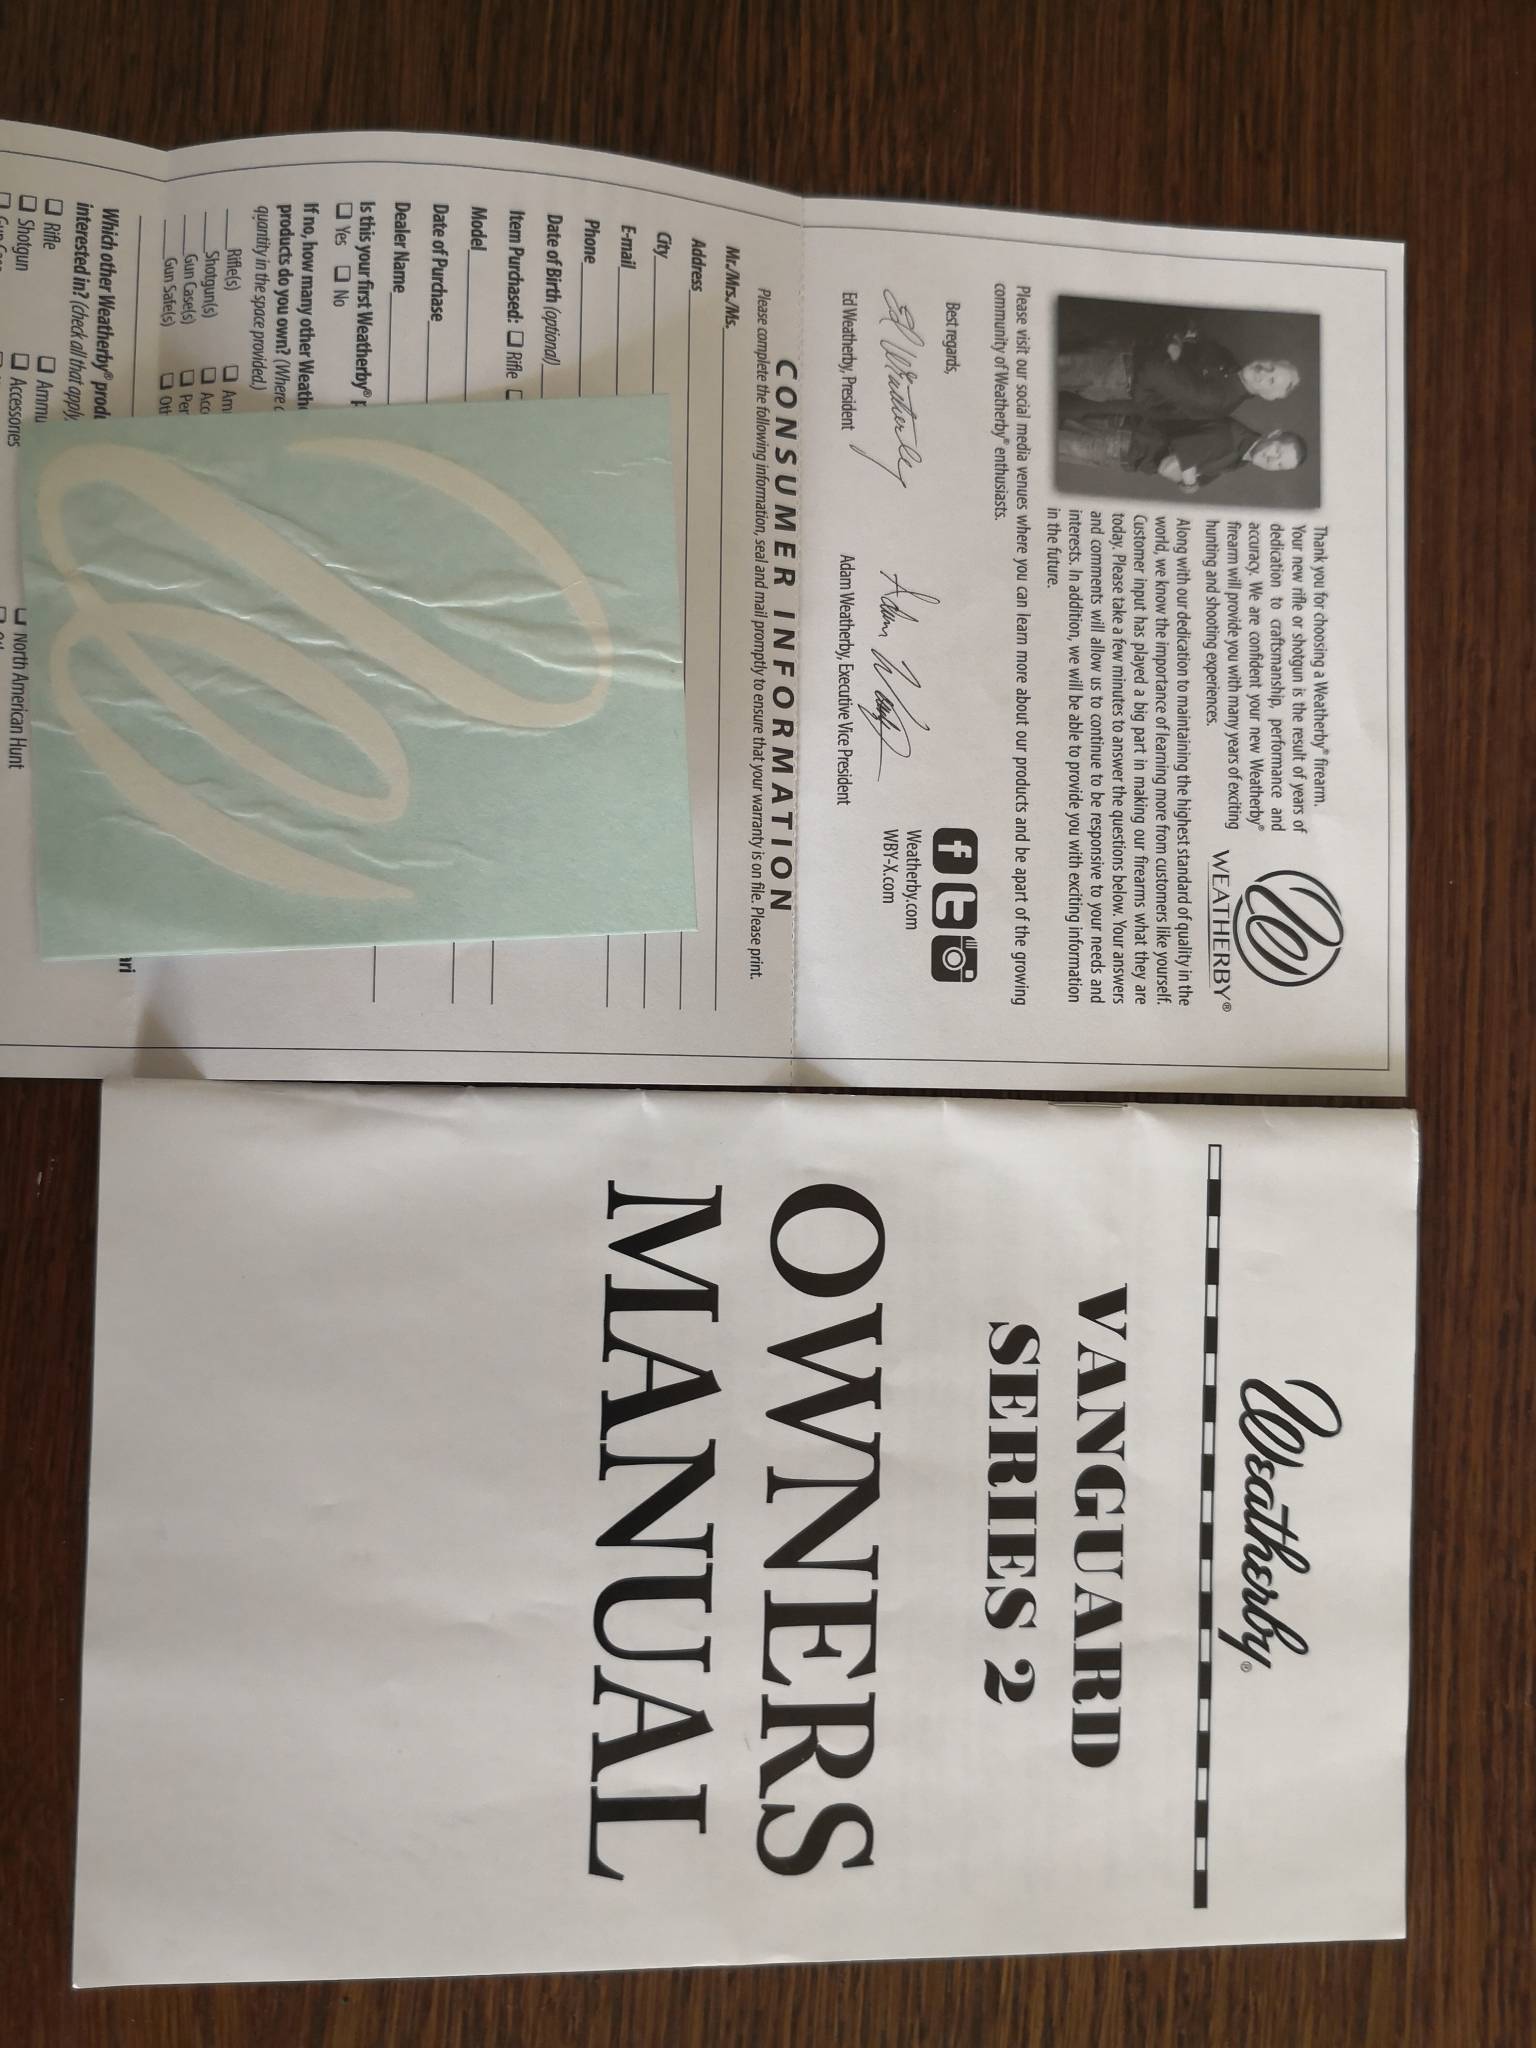 Thank you for choosing a Weatherby® firearm.
Your new rifle or shotgun is the result of years of
dedication to craftsmanship, performance and
accuracy. We are confident your new Weatherby®
firearm will provide you with many years of exciting
hunting and shooting experiences.
WEATHERBY®
Along with our dedication to maintaining the highest standard of quality in the
world, we know the importance of learning more from customers like yourself.
Customer input has played a big part in making our firearms what they are
today. Please take a few minutes to answer the questions below. Your answers
and comments will allow us to continue to be responsive to your needs and
interests. In addition, we will be able to provide you with exciting information
in the future.
Please visit our social media venues where you can learn more about our products and be apart of the growing
community of Weatherby® enthusiasts.
Best regards,
Ed Weatherby
Adam
Weatherby.com
WBY-X.com
Ed Weatherby, President
Adam Weatherby, Executive Vice President
CONSUMER INFORMATION
Please complete the following information, seal and mail promptly to ensure that your warranty is on file. Please print.
Mr./Mrs./Ms.
Address
City
E-mail
Phone
Date of Birth (optional)
Item Purchased: ❑ Rifle ❑
Model
Date of Purchase
Dealer Name
Is this your first Weatherby®
❑ Yes ❑ No
If no, how many other Weath
products do you own? (Where
quantity in the space provided.)
Rifle(s) ❑ Am
Shotgun(s) ❑ Acc
Gun Case(s) ❑ Per
Gun Safe(s) ❑ Oth
Which other Weatherby® produ
interested in? (check all that apply
❑ Rifle ❑ Ammu
❑ Shotgun ❑ Accessories
North American Hunt
ari
Weatherby®
VANGUARD
SERIES 2
OWNERS
MANUAL